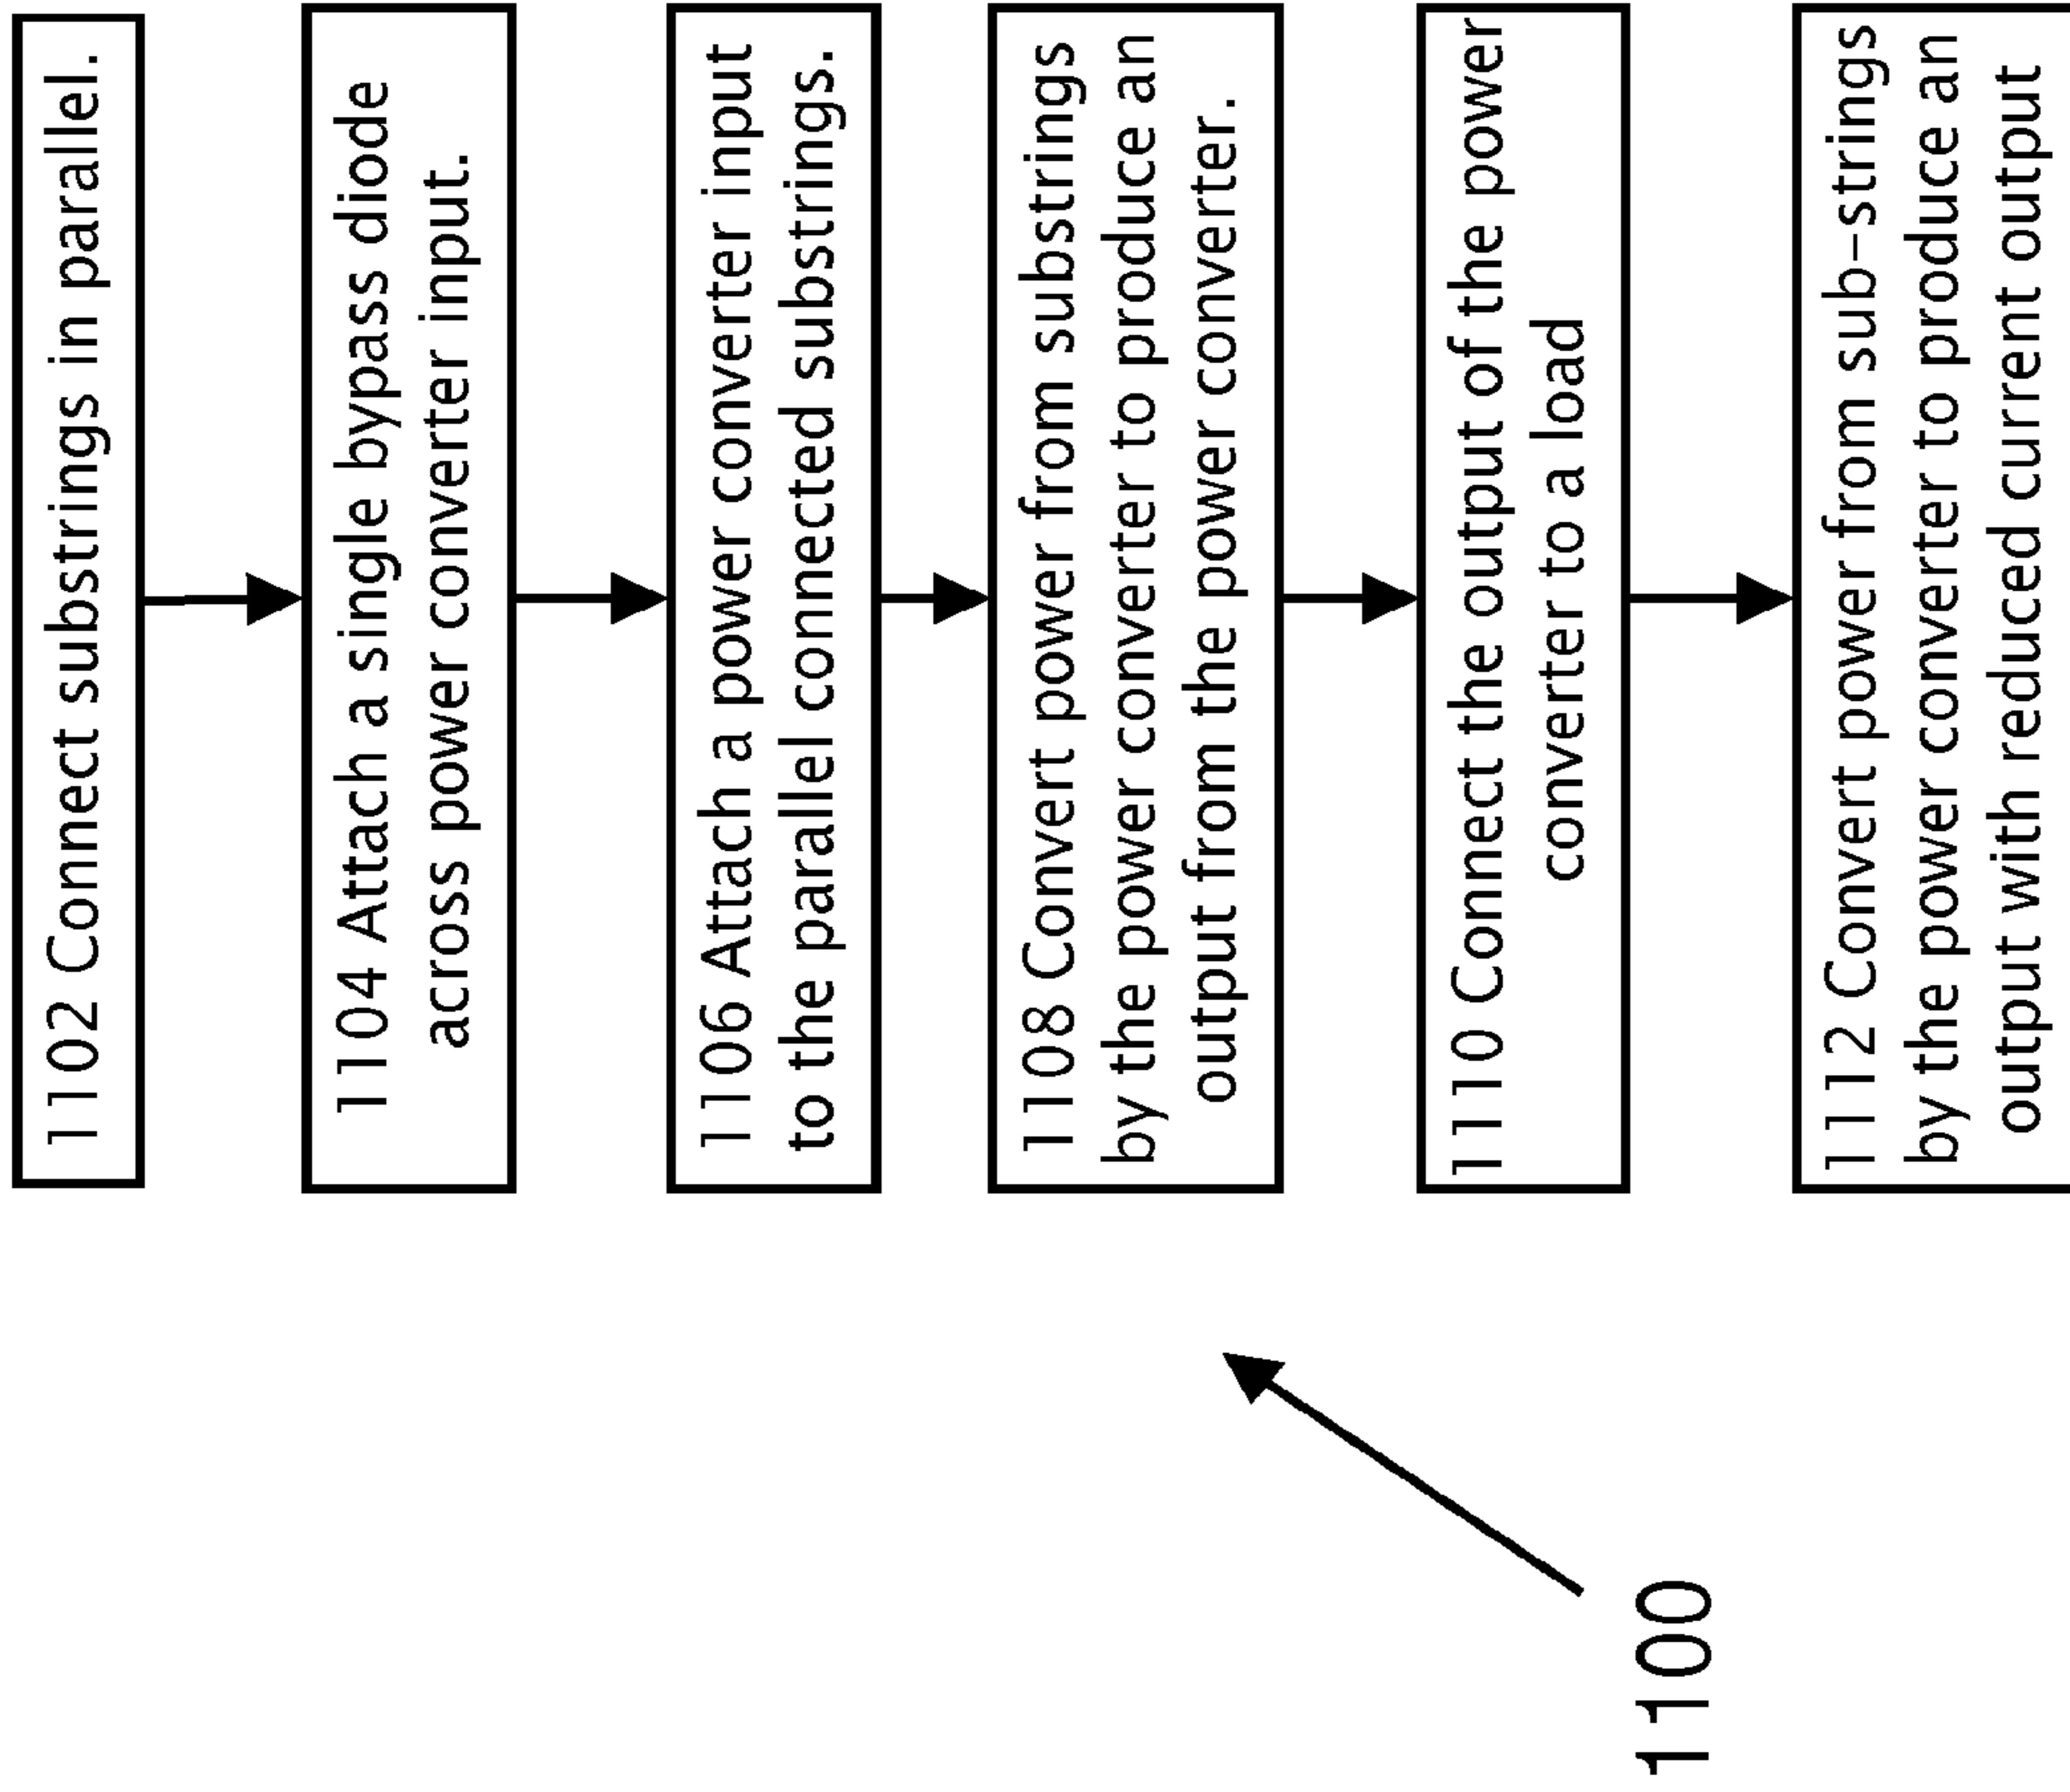 1102 Connect substrings in parallel.
1104 Attach a single bypass diode
across power converter input.
1106 Attach a power converter input
to the parallel connected substrings.
1108 Convert power from substrings
by the power converter to produce an
output from the power converter.
1110 Connect the output of the power
converter to a load
1112 Convert power from sub-strings
by the power converter to produce an
output with reduced current output
1100